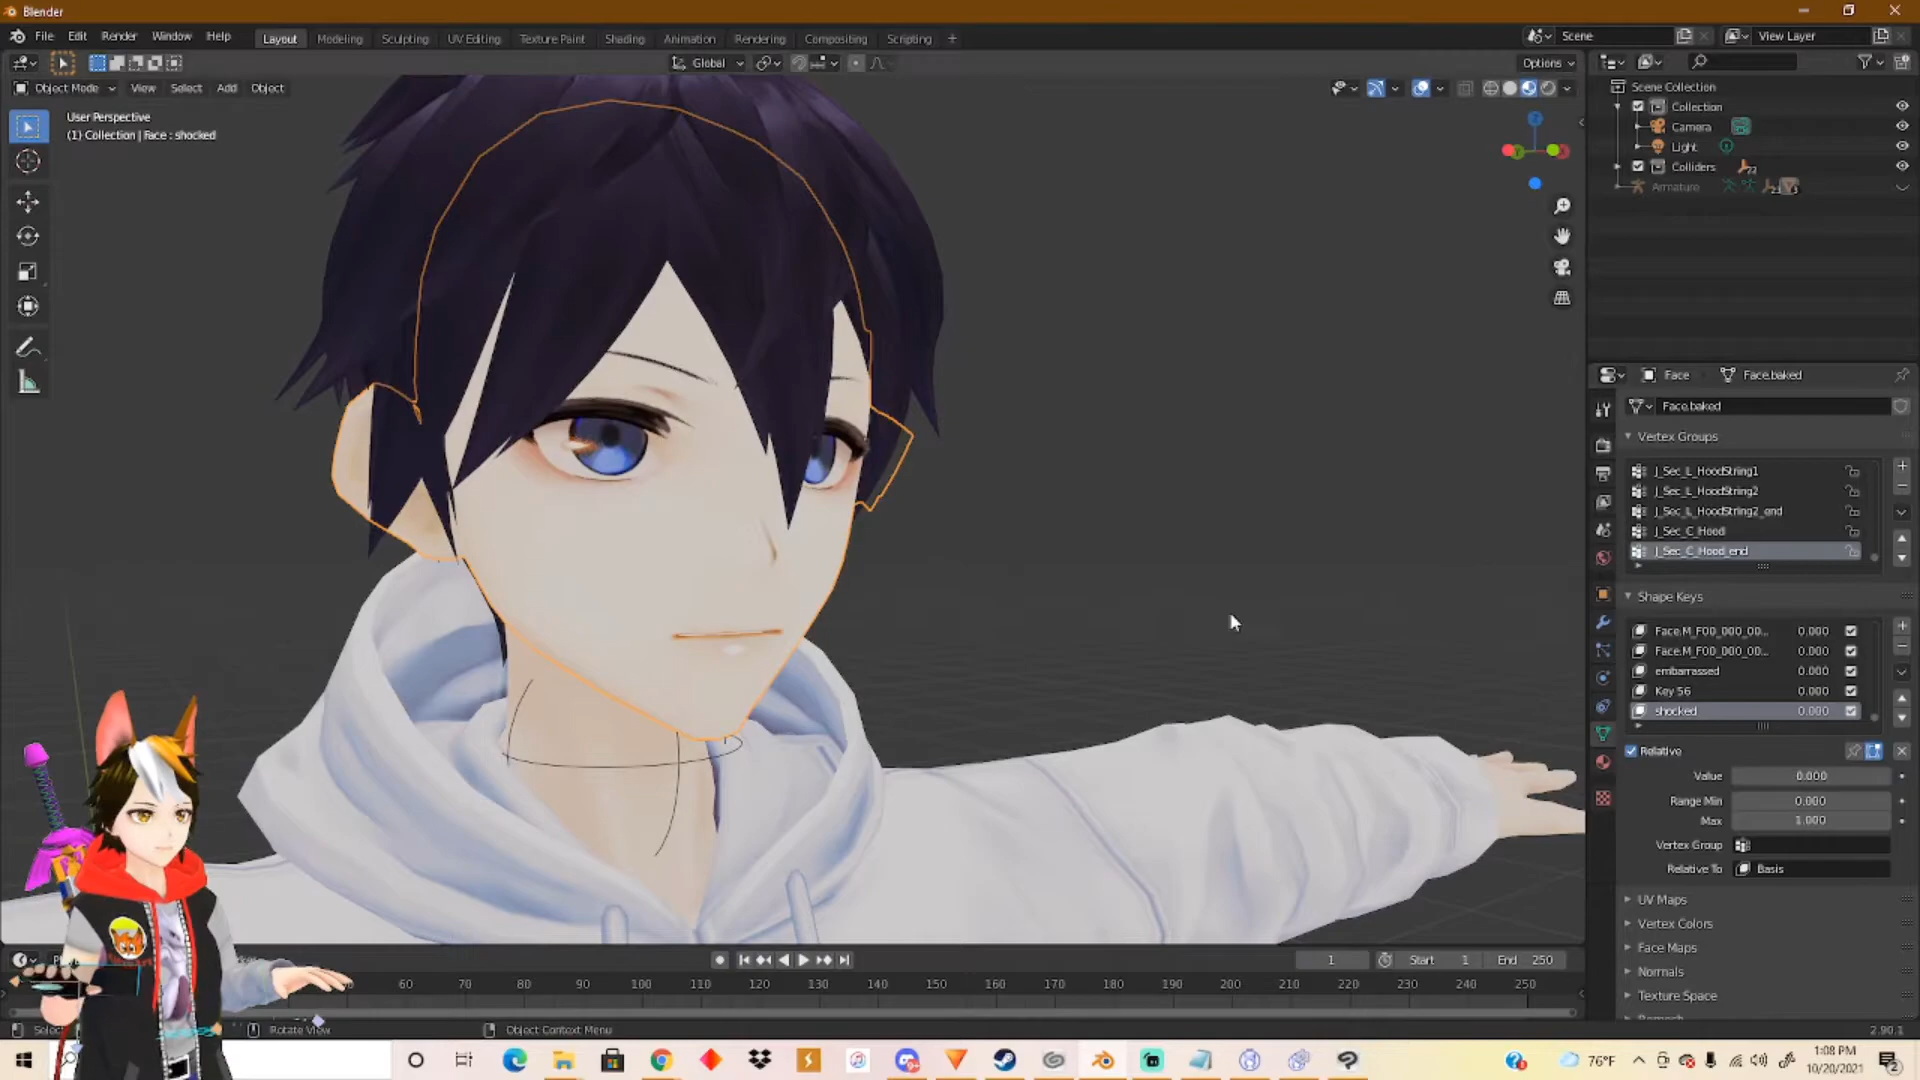 Blender
File Edit Render Window Help
Layout Modeling Sculpting UV Editing Texture Paint Shading Animation Rendering Compositing Scripting +
Scene
View Layer
Global
Options
Object Mode View Select Add Object
User Perspective
(1) Collection | Face : shocked
Scene Collection
Collection
Camera
Light
Colliders
Armature
Face Face.baked
Face.baked
Vertex Groups
J_Sec_L_HoodString1
J_Sec_L_HoodString2
J_Sec_L_HoodString2_end
J_Sec_C_Hood
J_Sec_C_Hood_end
Shape Keys
Face.M_F00_000_00... 0.000
Face.M_F00_000_00... 0.000
embarrassed 0.000
Key 56 0.000
shocked 0.000
Relative
Value 0.000
Range Min 0.000
Max 1.000
Vertex Group
Relative To Basis
UV Maps
Vertex Colors
Face Maps
Normals
Texture Space
1 Start 1 End 250
60 70 80 90 100 110 120 130 140 150 160 170 180 190 200 210 220 230 240 250
Select Rotate View Object Context Menu 2.90.1
76°F
1:08 PM
10/20/2021
2